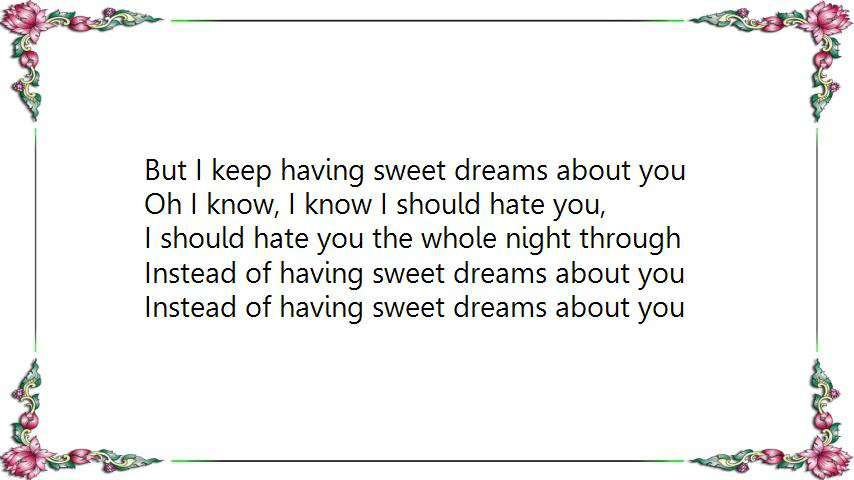 But I keep having sweet dreams about you
Oh I know, I know I should hate you,
I should hate you the whole night through
Instead of having sweet dreams about you
Instead of having sweet dreams about you